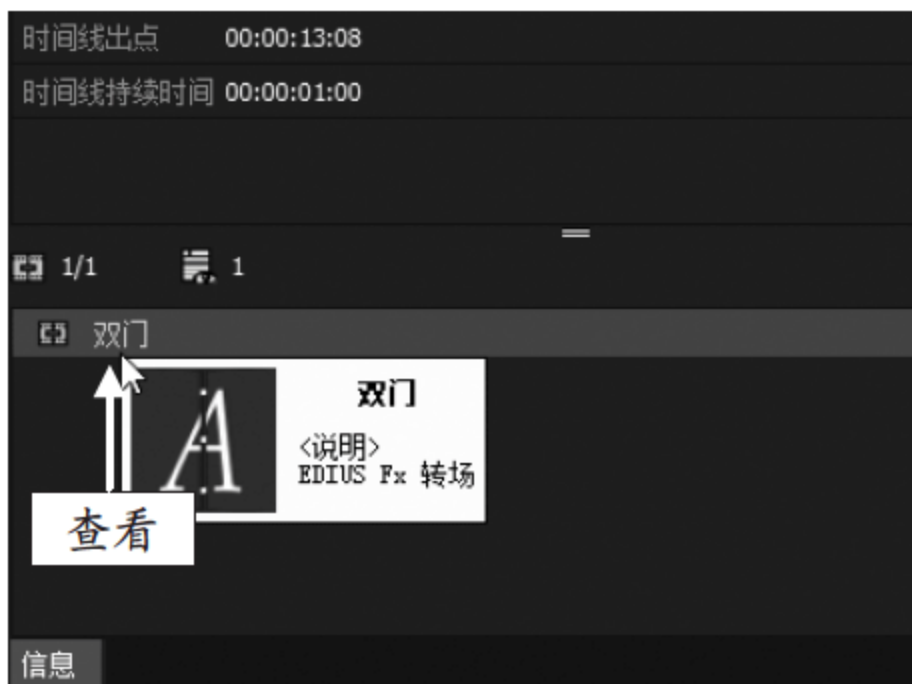 时间线出点 00:00:13:08
时间线持续时间 00:00:01:00
1/1 1
双门
A
双门
<说明>
EDIUS Fx 转场
查看
信息